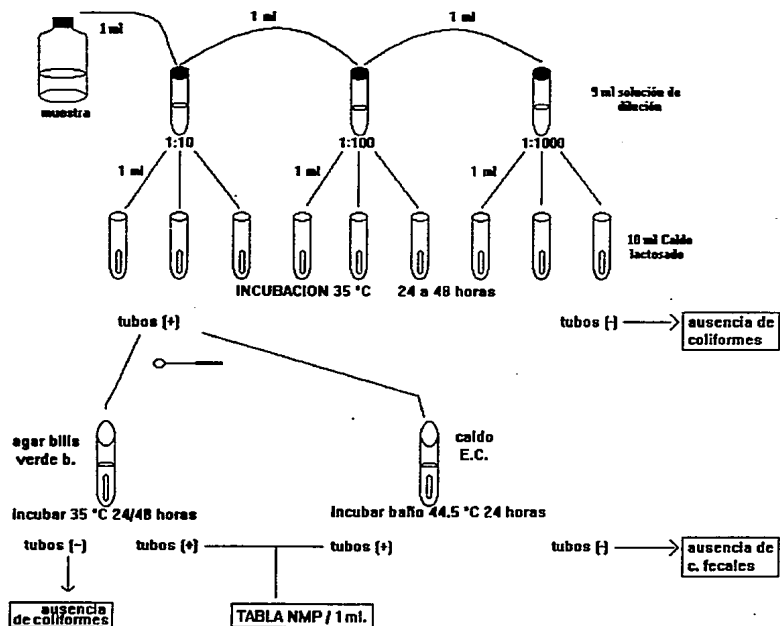 1 ml
1 ml
1 ml
muestra
9 ml solución de
dilución
1:10
1:100
1:1000
1 ml
1 ml
1 ml
10 ml Caldo
lactosado
INCUBACION 35 °C 24 a 48 horas
tubos (+)
tubos (-)
ausencia de
coliformes
agar bilis
verde b.
caldo
E.C.
incubar 35 °C 24/48 horas
incubar baño 44.5 °C 24 horas
tubos (-)
tubos (+)
tubos (+)
tubos (-)
ausencia de
c. fecales
ausencia
de coliformes
TABLA NMP / 1 ml.